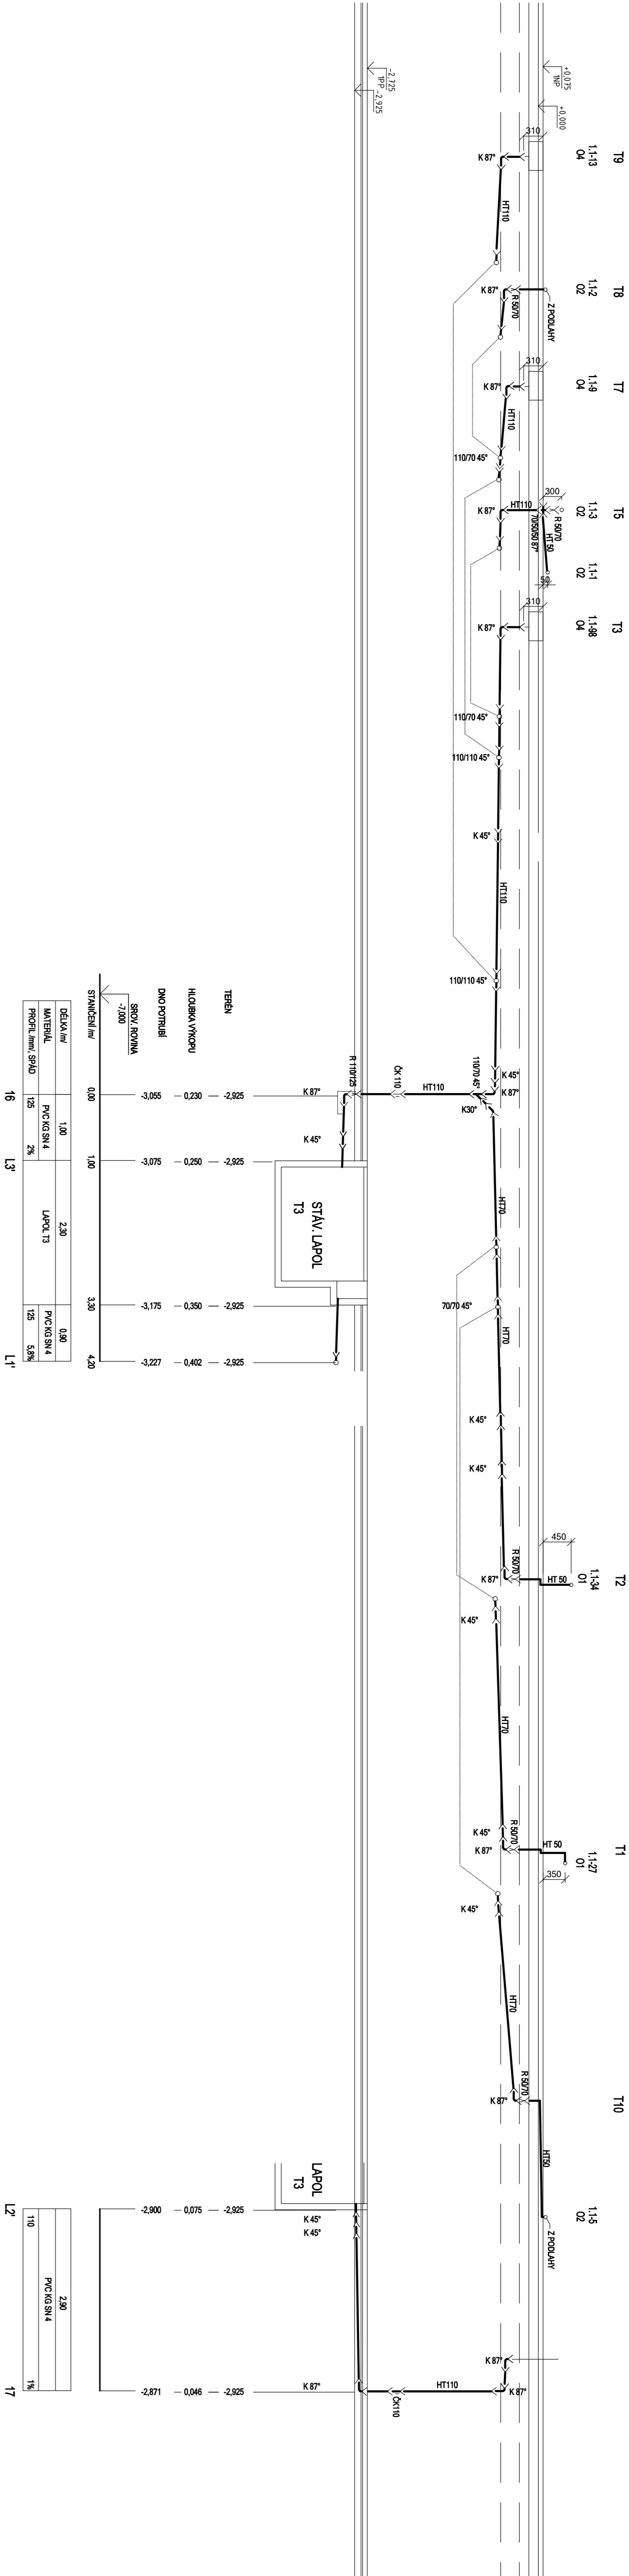 T9
1.1-13
O4
T8
1.1-2
O2
T7
1.1-9
O4
T5
1.1-3
O2
1.1-1
O2
T3
1.1-98
O4
T2
1.1-34
O1
T1
1.1-27
O1
T10
1.1-5
O2
+0,075
1NP
+0,000
-2,725
1PP
-2,925
310
K 87°
HT110
Z PODLAHY
R 50/70
K 87°
310
K 87°
HT110
110/70 45°
300
R 50/70
HT 50
70/50/50 87°
HT110
K 87°
50
310
K 87°
110/70 45°
110/110 45°
K 45°
HT110
110/110 45°
K 45°
K 87°
110/70 45°
K30°
HT110
ČK 110
R 110/125
K 87°
K 45°
HT70
70/70 45°
HT70
K 45°
K 45°
450
HT 50
R 50/70
K 87°
K 45°
HT70
K 45°
K 87°
R 50/70
HT 50
350
K 45°
HT70
R 50/70
K 87°
HT50
Z PODLAHY
K 87°
K 87°
HT110
ČK110
K 87°
K 45°
K 45°
STÁV. LAPOL
T3
LAPOL
T3
TERÉN
-2,925 -2,925 -2,925 -2,925
HLOUBKA VÝKOPU
0,230 0,250 0,350 0,402
DNO POTRUBÍ
-3,055 -3,075 -3,175 -3,227
SROV. ROVINA
-7,000
STANIČENÍ /m/
0,00 1,00 3,30 4,20
DÉLKA /m/ 1,00 2,30 0,90
MATERIÁL PVC KG SN 4 LAPOL T3 PVC KG SN 4
PROFIL /mm/, SPÁD 125 2% 125 5,8%
16 L3' L1'
-2,925 -2,925
0,075 0,046
-2,900 -2,871
2,90
PVC KG SN 4
110 1%
L2' 17